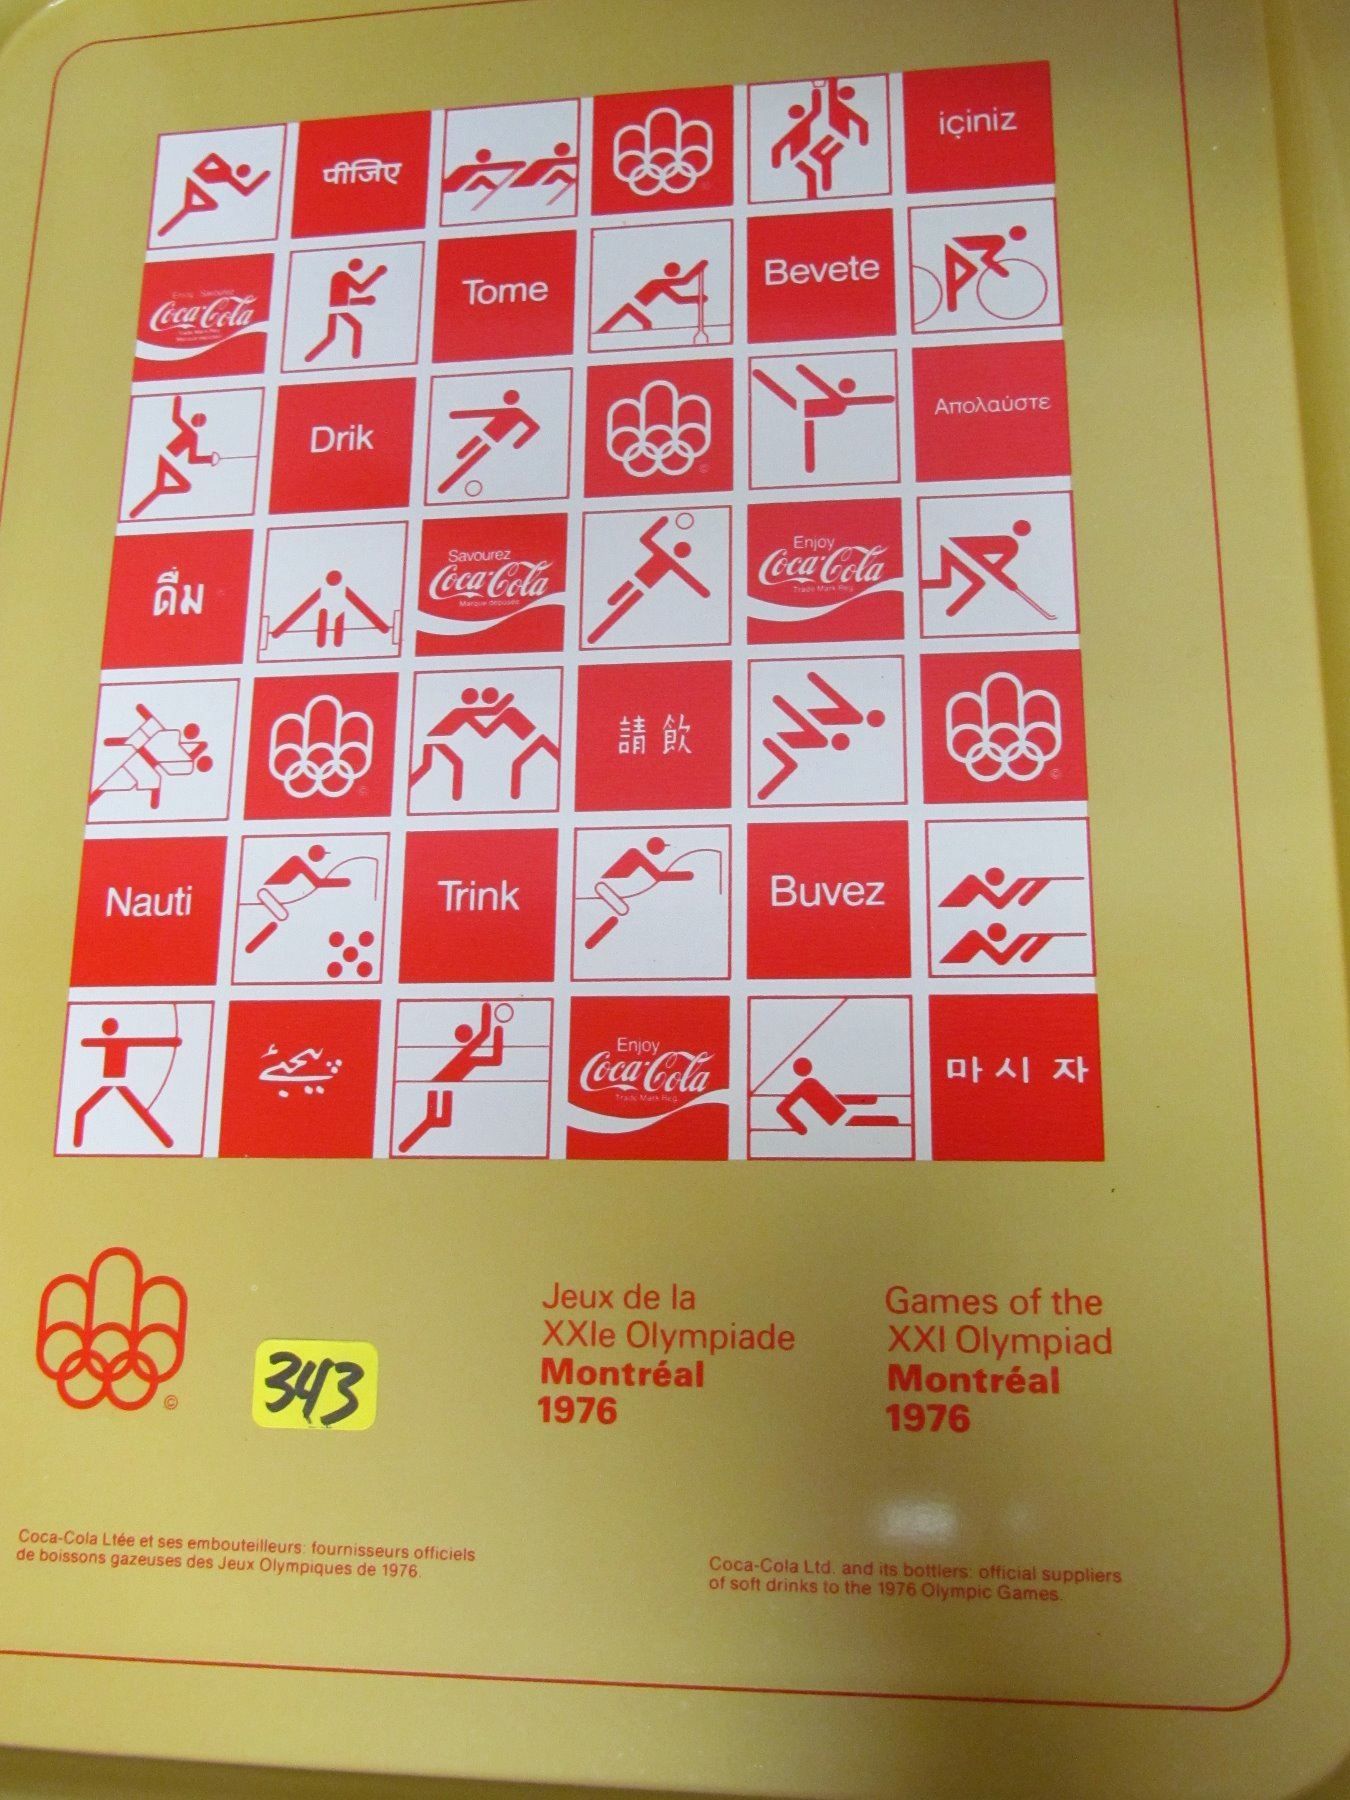 पीजिए
içiniz
Enjoy Savourez
Coca-Cola
Tome
Bevete
Drik
Απολαύστε
ดื่ม
Savourez
Coca-Cola
Marque déposée
Enjoy
Coca-Cola
Trade Mark Reg.
請飲
Nauti
Trink
Buvez
Enjoy
Coca-Cola
Trade Mark Reg.
마시자
343
Jeux de la
XXIe Olympiade
Montréal
1976
Games of the
XXI Olympiad
Montréal
1976
Coca-Cola Ltée et ses embouteilleurs: fournisseurs officiels
de boissons gazeuses des Jeux Olympiques de 1976.
Coca-Cola Ltd. and its bottlers: official suppliers
of soft drinks to the 1976 Olympic Games.